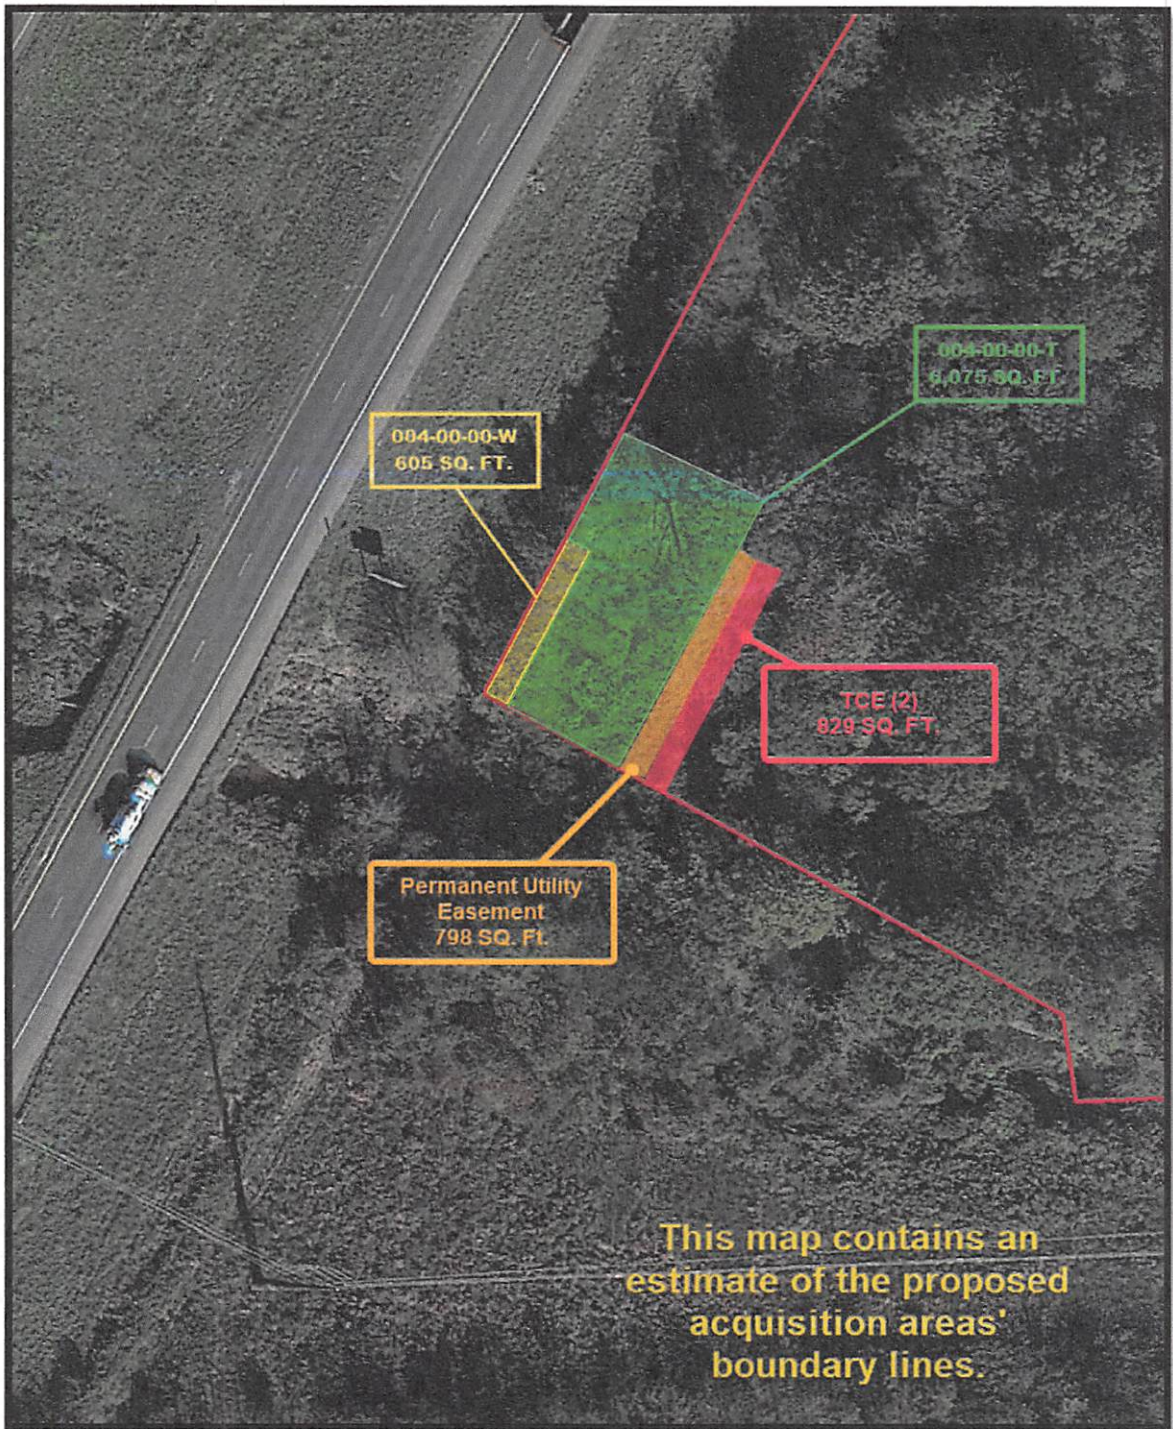 004-00-00-T
6,075 SQ. FT.
004-00-00-W
605 SQ. FT.
TCE (2)
829 SQ. FT.
Permanent Utility
Easement
798 SQ. Ft.
This map contains an
estimate of the proposed
acquisition areas'
boundary lines.